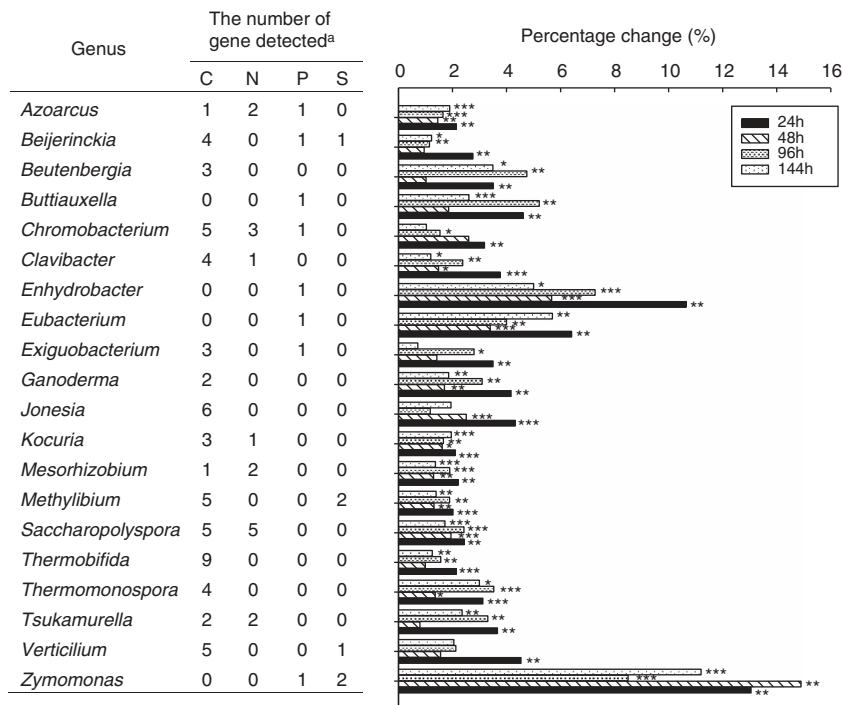 Genus The number of gene detectedª Percentage change (%)
C N P S 0 2 4 6 8 10 12 14 16
24h
48h
96h
144h
Azoarcus 1 2 1 0 *** *** ** **
Beijerinckia 4 0 1 1 * ** **
Beutenbergia 3 0 0 0 * ** **
Buttiauxella 0 0 1 0 *** ** **
Chromobacterium 5 3 1 0 * **
Clavibacter 4 1 0 0 * ** * ***
Enhydrobacter 0 0 1 0 * *** *** **
Eubacterium 0 0 1 0 ** ** *** **
Exiguobacterium 3 0 1 0 * **
Ganoderma 2 0 0 0 ** ** ** **
Jonesia 6 0 0 0 *** ***
Kocuria 3 1 0 0 *** ** * ***
Mesorhizobium 1 2 0 0 *** *** ** **
Methylibium 5 0 0 2 ** ** ** ***
Saccharopolyspora 5 5 0 0 *** *** *** **
Thermobifida 9 0 0 0 ** ** ***
Thermomonospora 4 0 0 0 * *** * ***
Tsukamurella 2 2 0 0 ** ** **
Verticilium 5 0 0 1 **
Zymomonas 0 0 1 2 *** *** ** **